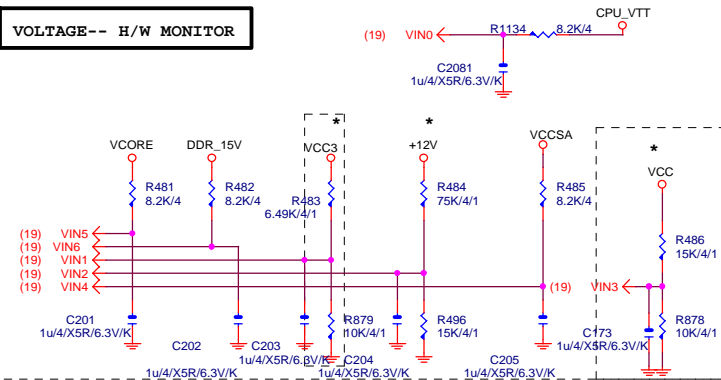 VOLTAGE-- H/W MONITOR
CPU_VTT
(19) VIN0 R1134 8.2K/4
C2081
1u/4/X5R/6.3V/K
* *
VCORE DDR_15V VCC3 +12V VCCSA
*
VCC
R481
8.2K/4
R482
8.2K/4
R483
6.49K/4/1
R484
75K/4/1
R485
8.2K/4
R486
15K/4/1
(19) VIN5
(19) VIN6
(19) VIN1
(19) VIN2
(19) VIN4
(19) VIN3
C201
1u/4/X5R/6.3V/K
C202
1u/4/X5R/6.3V/K
C203
1u/4/X5R/6.3V/K
R879
10K/4/1
C204
1u/4/X5R/6.3V/K
R496
15K/4/1
C205
1u/4/X5R/6.3V/K
C173
1u/4/X5R/6.3V/K
R878
10K/4/1